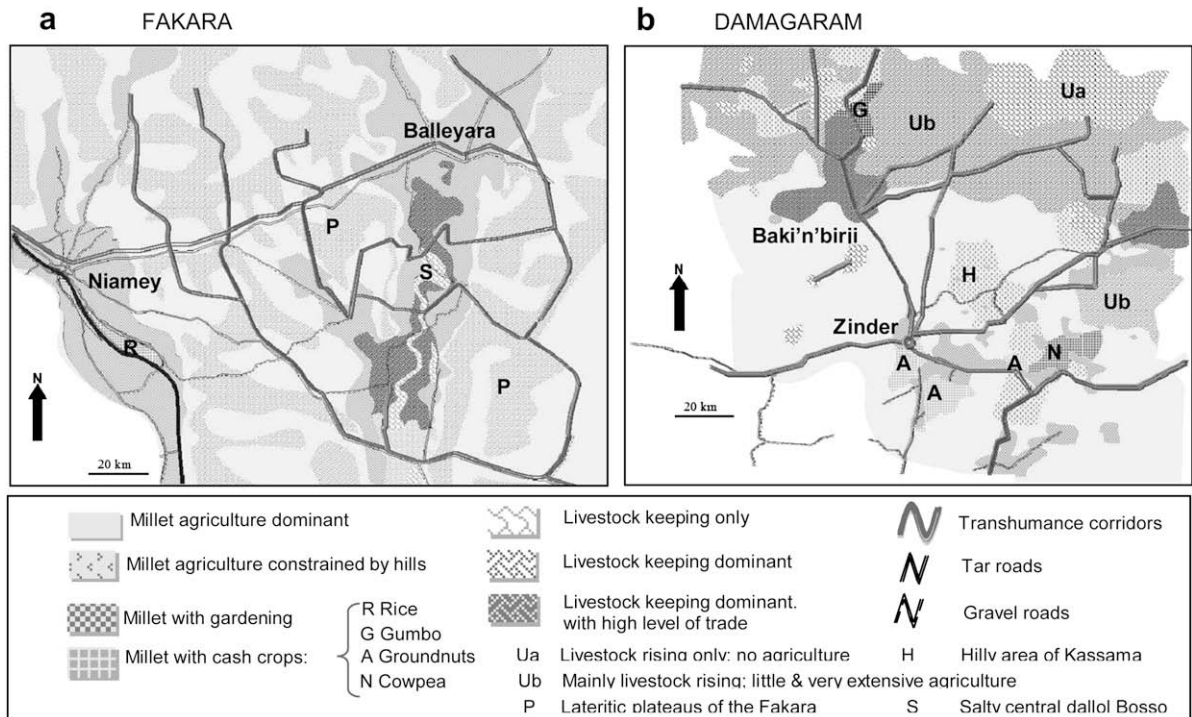 a FAKARA
b DAMAGARAM
Balleyara
P
S
Niamey
R
P
N
20 km
Ua
G
Ub
Baki'n'birii
H
N
Ub
Zinder
A
A
N
A
20 km
Millet agriculture dominant
Millet agriculture constrained by hills
Millet with gardening
Millet with cash crops:
R Rice
G Gumbo
A Groundnuts
N Cowpea
Livestock keeping only
Livestock keeping dominant
Livestock keeping dominant.
with high level of trade
Transhumance corridors
Tar roads
Gravel roads
Ua Livestock rising only: no agriculture
H Hilly area of Kassama
Ub Mainly livestock rising; little & very extensive agriculture
P Lateritic plateaus of the Fakara
S Salty central dallol Bosso